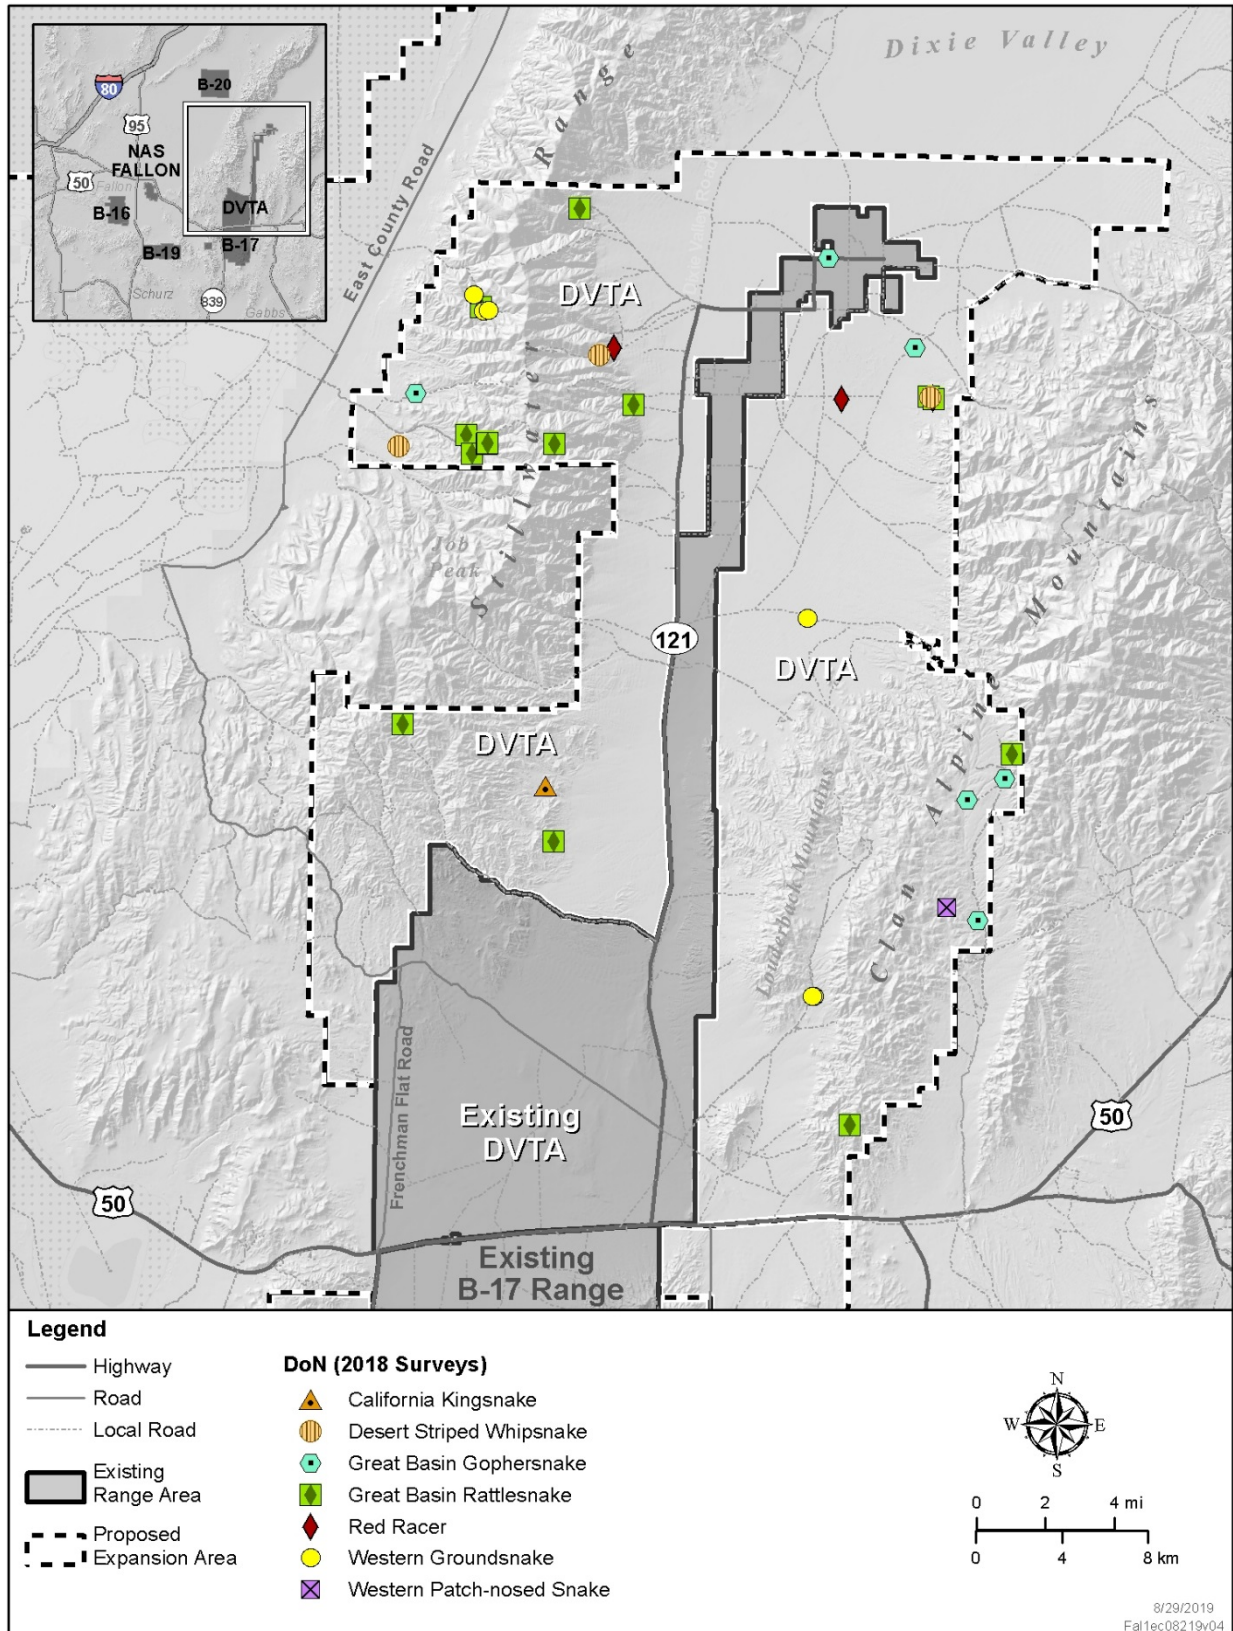 Dixie Valley
Range
80
B-20
95
NAS
FALLON
50
Fallon
B-16
DVTA
B-19
B-17
Schurz
839
Gabbs
East County Road
DVTA
Stillwater
Job
Peak
Mountains
121
DVTA
DVTA
Alpine
Louderback Mountains
Clan
Frenchman Flat Road
Existing
DVTA
50
50
Existing
B-17 Range
Legend
Highway
Road
Local Road
Existing
Range Area
Proposed
Expansion Area
DoN (2018 Surveys)
California Kingsnake
Desert Striped Whipsnake
Great Basin Gophersnake
Great Basin Rattlesnake
Red Racer
Western Groundsnake
Western Patch-nosed Snake
N
W E
S
0 2 4 mi
0 4 8 km
8/29/2019
Fal1ec08219v04